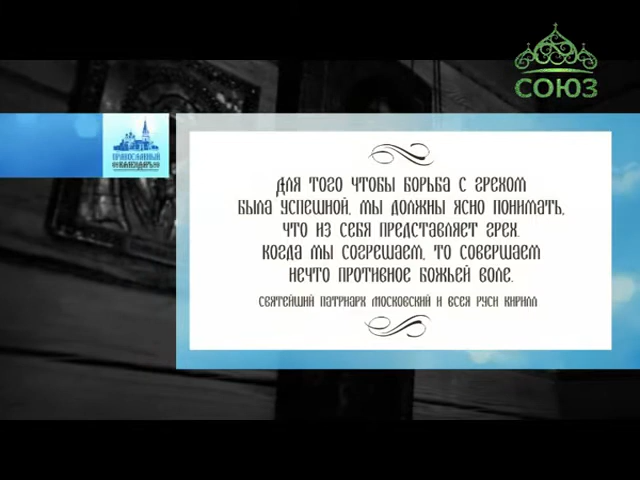 СОЮЗ
ПРАВОСЛАВНЫЙ
КАЛЕНДАРЬ
ДЛЯ ТОГО ЧТОБЫ БОРЬБА С ГРЕХОМ
БЫЛА УСПЕШНОЙ, МЫ ДОЛЖНЫ ЯСНО ПОНИМАТЬ,
ЧТО ИЗ СЕБЯ ПРЕДСТАВЛЯЕТ ГРЕХ.
КОГДА МЫ СОГРЕШАЕМ, ТО СОВЕРШАЕМ
НЕЧТО ПРОТИВНОЕ БОЖЬЕЙ ВОЛЕ.
СВЯТЕЙШИЙ ПАТРИАРХ МОСКОВСКИЙ И ВСЕЯ РУСИ КИРИЛЛ